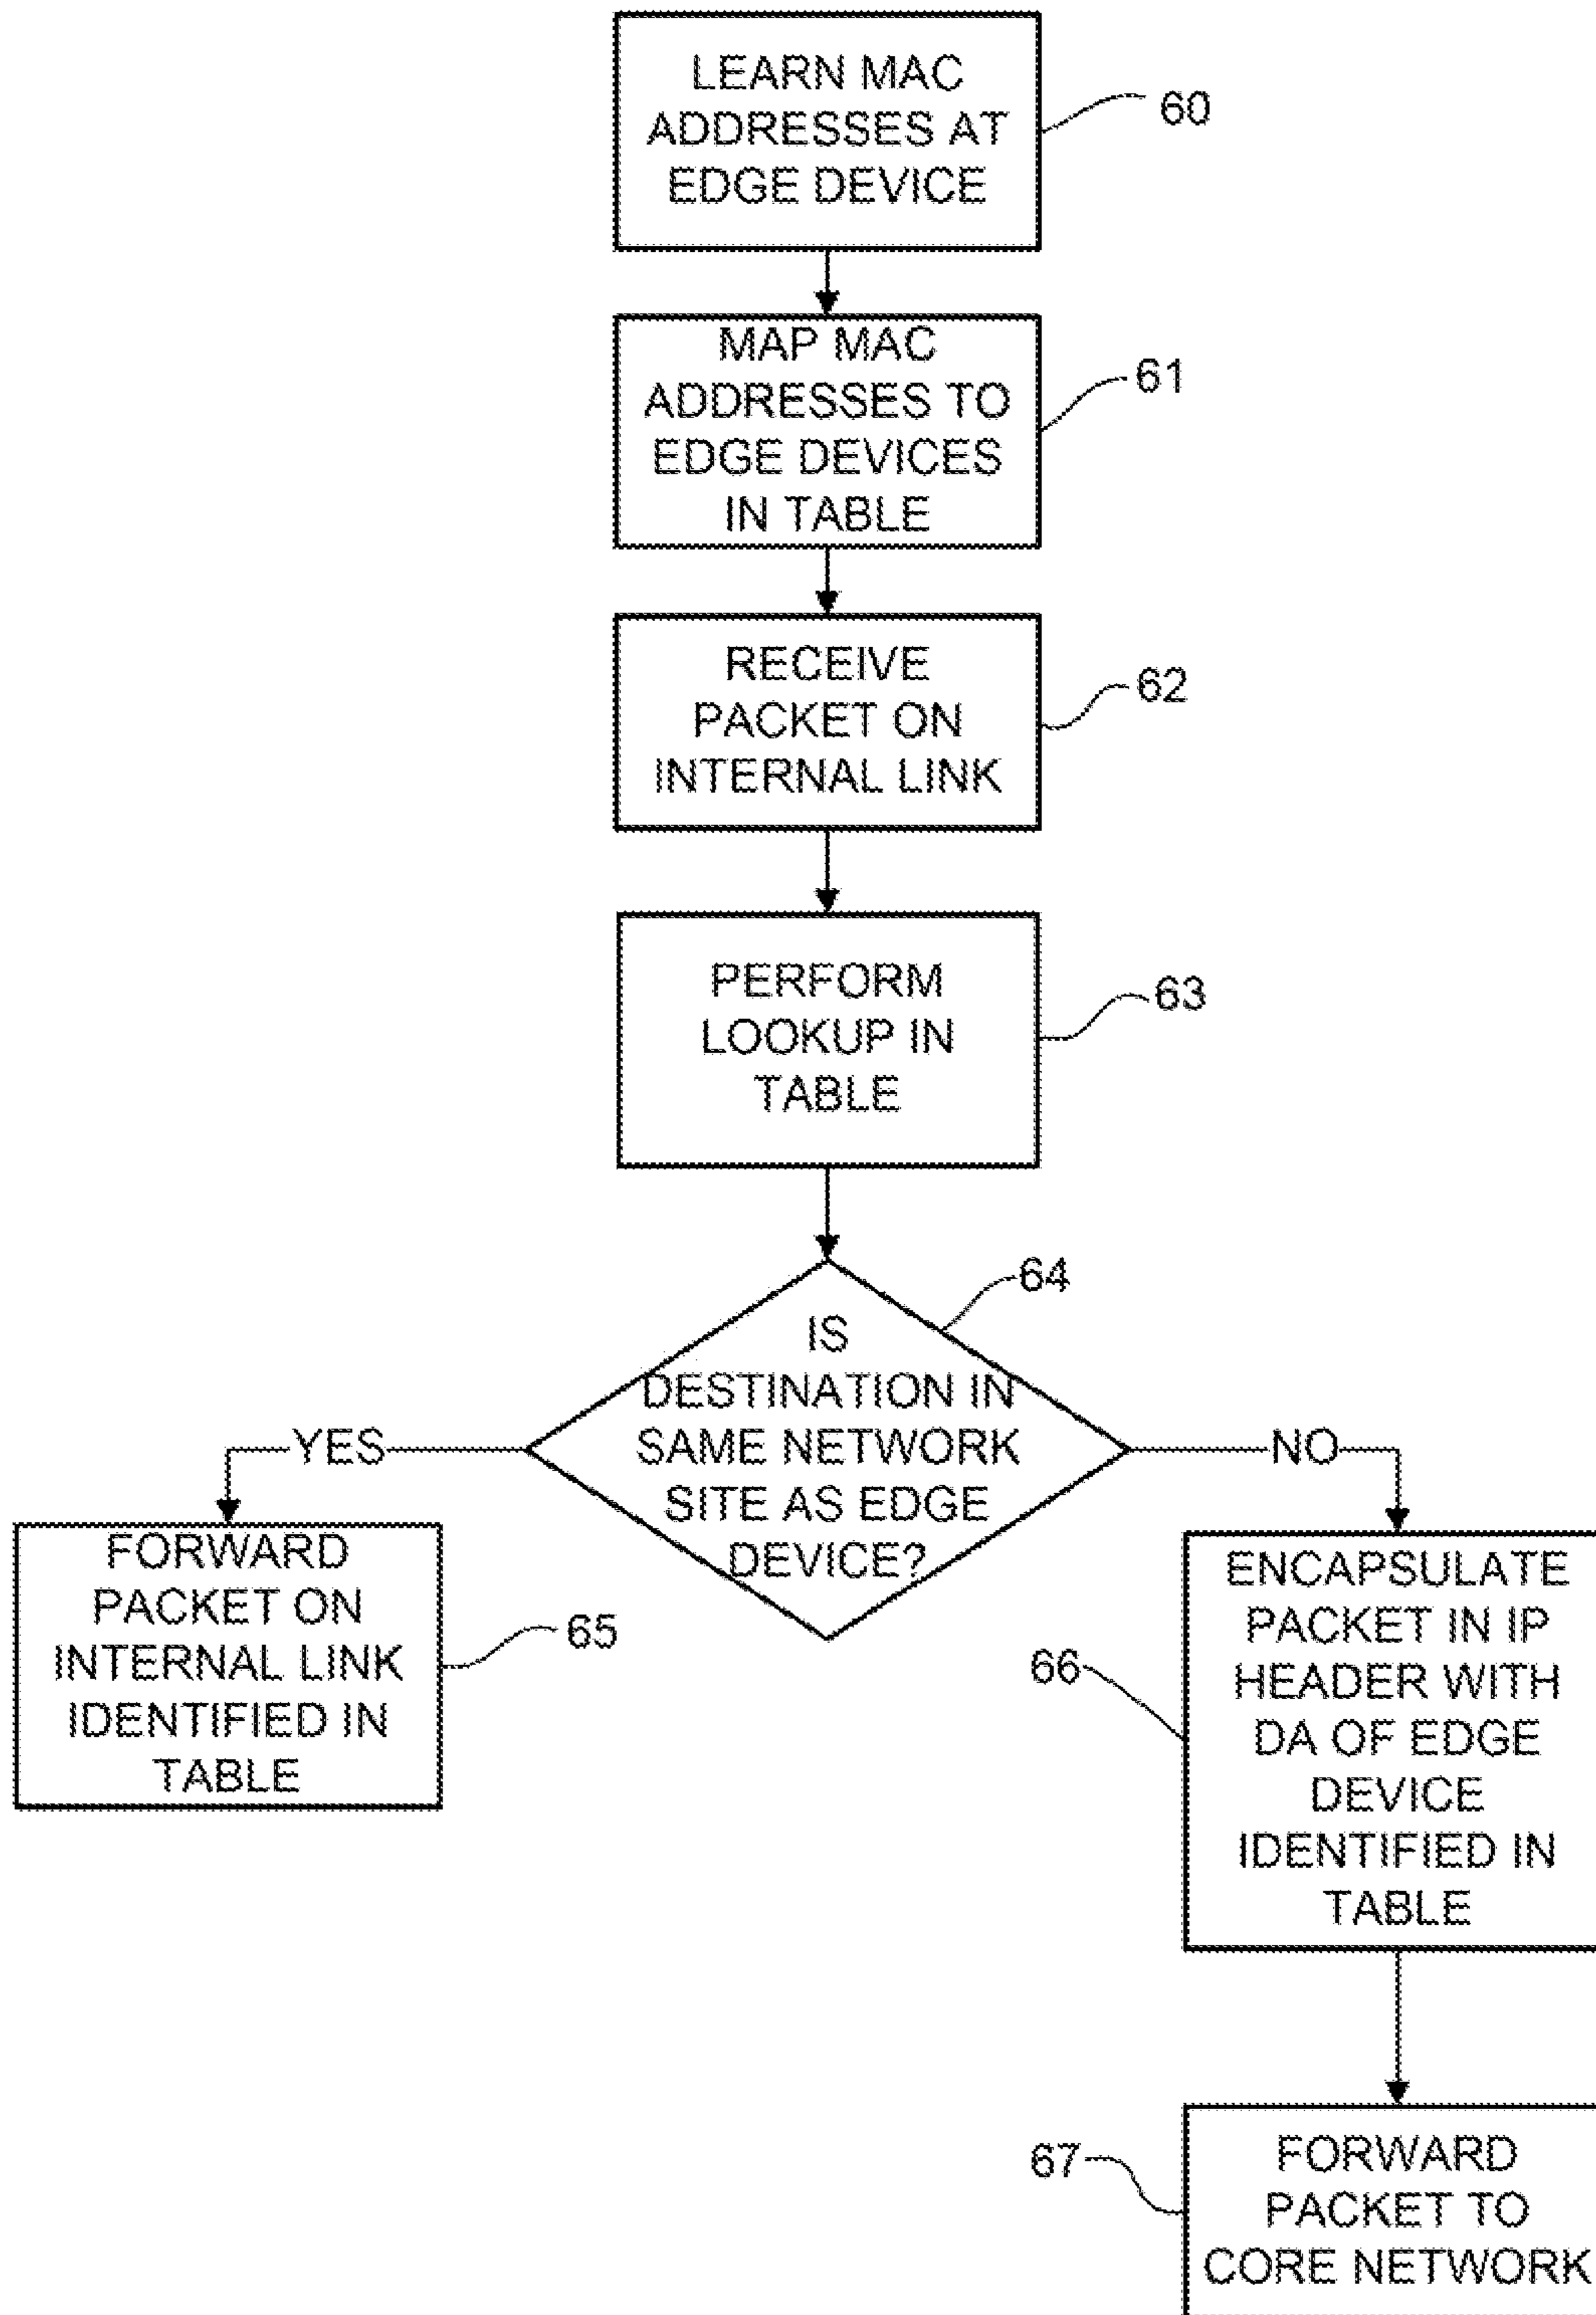 LEARN MAC
ADDRESSES AT
EDGE DEVICE
60
MAP MAC
ADDRESSES TO
EDGE DEVICES
IN TABLE
61
RECEIVE
PACKET ON
INTERNAL LINK
62
PERFORM
LOOKUP IN
TABLE
63
64
IS
DESTINATION IN
SAME NETWORK
SITE AS EDGE
DEVICE?
YES
NO
FORWARD
PACKET ON
INTERNAL LINK
IDENTIFIED IN
TABLE
65
ENCAPSULATE
PACKET IN IP
HEADER WITH
DA OF EDGE
DEVICE
IDENTIFIED IN
TABLE
66
FORWARD
PACKET TO
CORE NETWORK
67